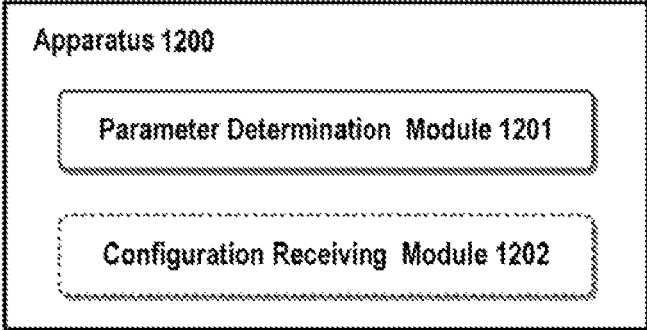 Apparatus 1200
Parameter Determination Module 1201
Configuration Receiving Module 1202